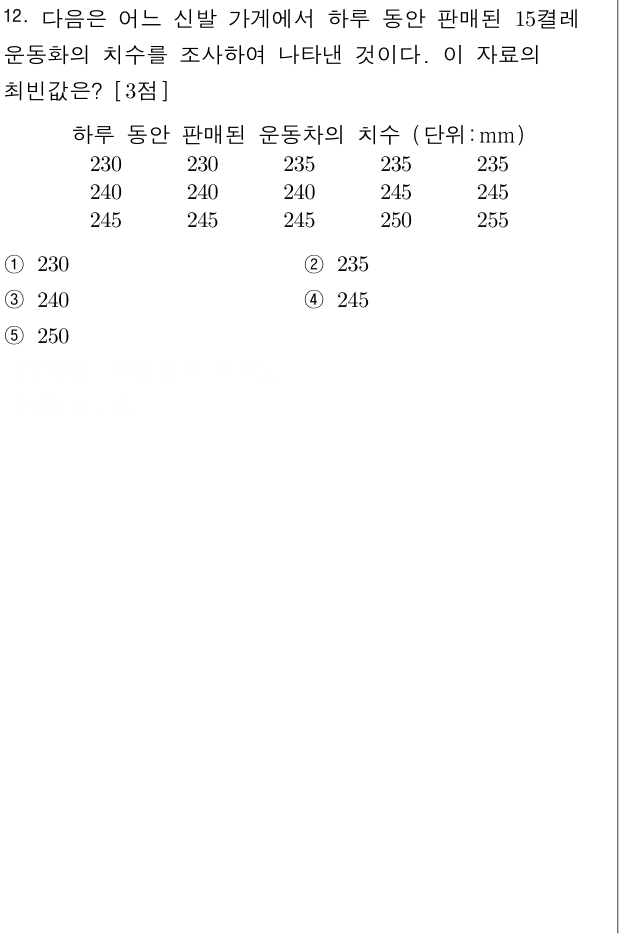 12. 다음은 어느 신발 가게에서 하루 동안 판매된 15켤레
운동화의 치수를 조사하여 나타낸 것이다. 이 자료의
최빈값은? [3점]
하루 동안 판매된 운동차의 치수 (단위:mm)
230 230 235 235 235
240 240 240 245 245
245 245 245 250 255
① 230 ② 235
③ 240 ④ 245
⑤ 250